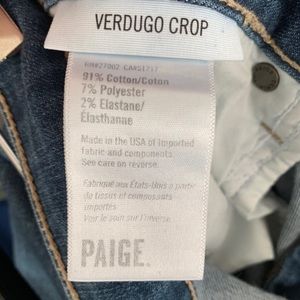 VERDUGO CROP
RN#27002 CA#51717
91% Cotton/Coton
7% Polyester
2% Elastane/
Élasthanne
Made in the USA of imported
fabric and components.
See care on reverse.
Fabriqué aux États-Unis à partir
de tissus et composants
importés
Voir le soin sur l'inverse.
PAIGE.